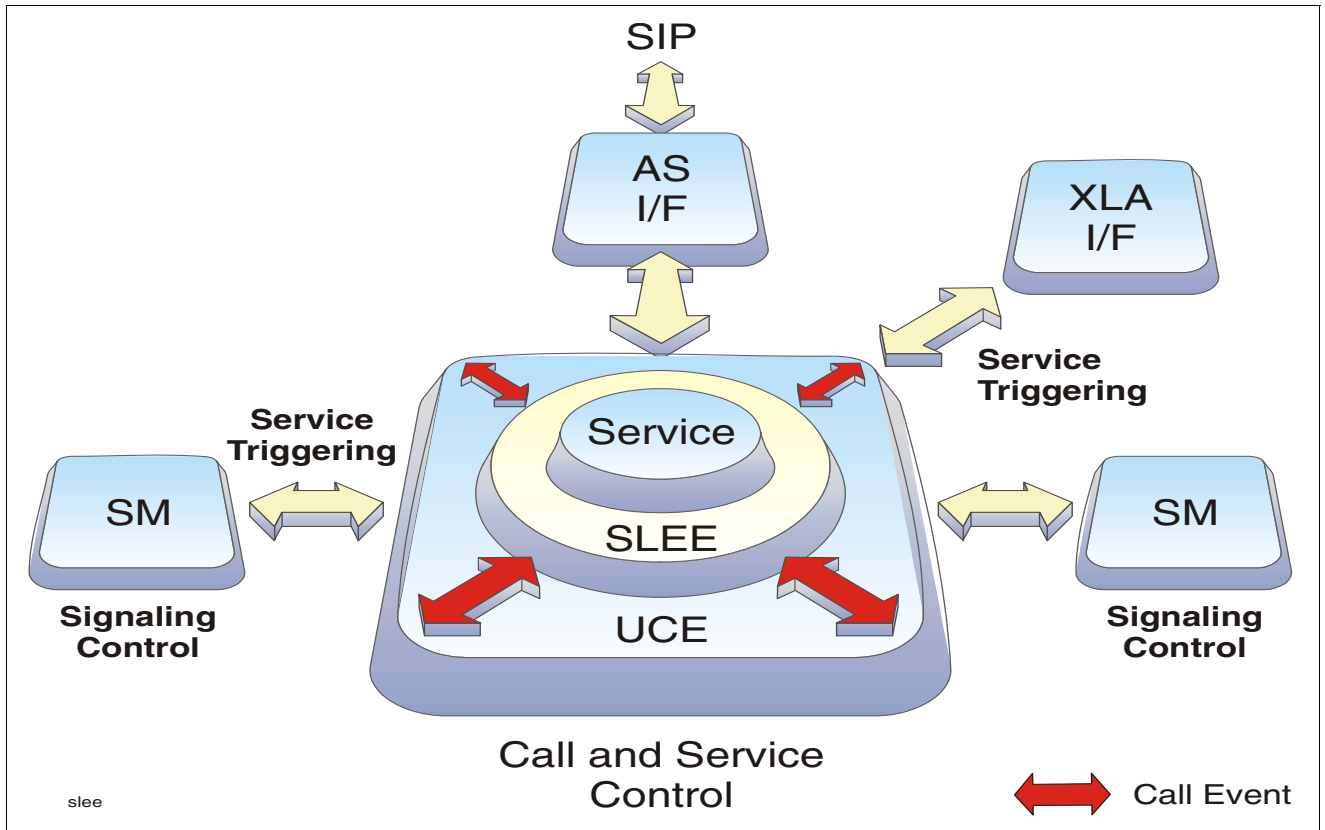 SIP
AS
I/F
XLA
I/F
Service
Triggering
Service
Triggering
Service
SM
SLEE
SM
UCE
Signaling
Control
Signaling
Control
Call and Service
Control
Call Event
slee